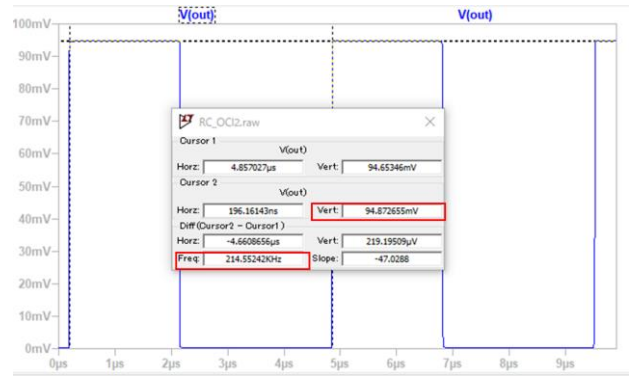 V(out) V(out)
100mV
90mV
80mV
70mV
60mV
50mV
40mV
30mV
20mV
10mV
0mV
0µs 1µs 2µs 3µs 4µs 5µs 6µs 7µs 8µs 9µs
RC_OCI2.raw
Cursor 1
V(out)
Horz: 4.857027µs Vert: 94.65346mV
Cursor 2
V(out)
Horz: 196.16143ns Vert: 94.872655mV
Diff (Cursor2 - Cursor1)
Horz: -4.6608656µs Vert: 219.19509µV
Freq: 214.55242KHz Slope: -47.0288